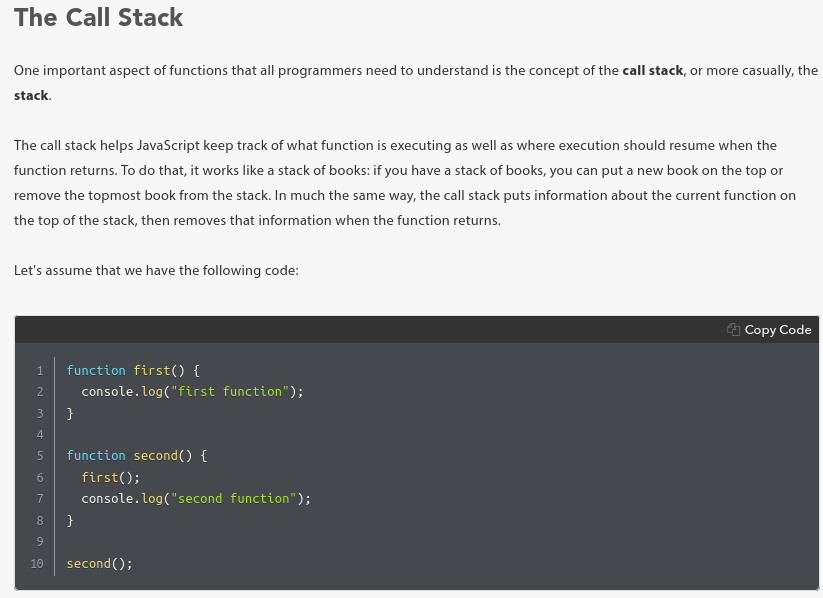 The Call Stack
One important aspect of functions that all programmers need to understand is the concept of the call stack, or more casually, the
stack.
The call stack helps JavaScript keep track of what function is executing as well as where execution should resume when the
function returns. To do that, it works like a stack of books: if you have a stack of books, you can put a new book on the top or
remove the topmost book from the stack. In much the same way, the call stack puts information about the current function on
the top of the stack, then removes that information when the function returns.
Let's assume that we have the following code:
Copy Code
1 function first() {
2   console.log("first function");
3 }
4
5 function second() {
6   first();
7   console.log("second function");
8 }
9
10 second();